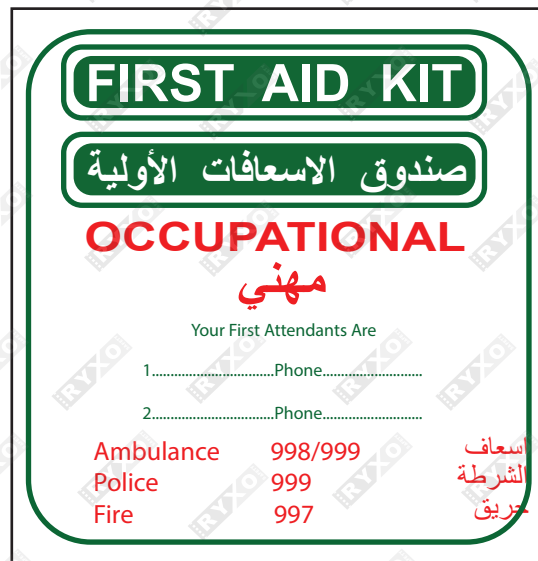 FIRST AID KIT
صندوق الاسعافات الأولية
OCCUPATIONAL
مهني
Your First Attendants Are
1................................Phone..........................
2................................Phone..........................
Ambulance 998/999 اسعاف
Police 999 الشرطة
Fire 997 حريق
RYXO